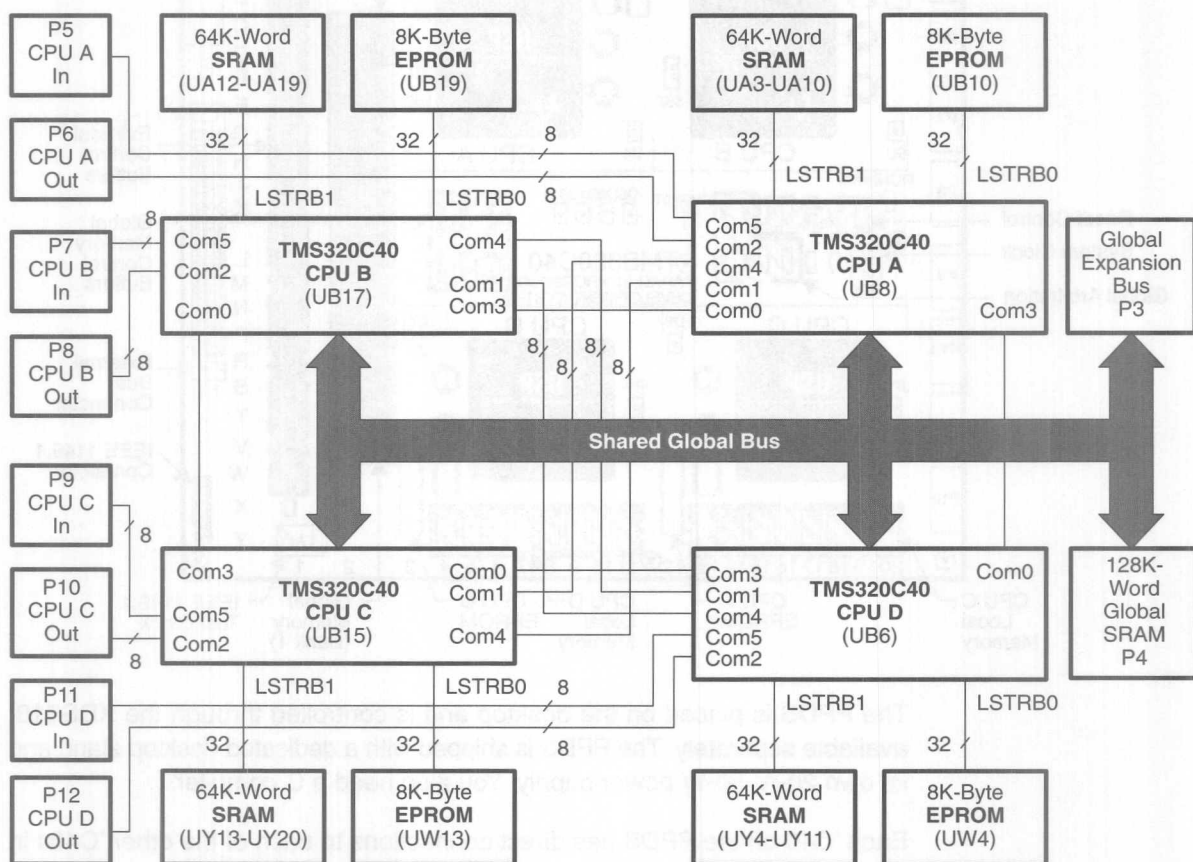 P5
CPU A
In
P6
CPU A
Out
P7
CPU B
In
P8
CPU B
Out
P9
CPU C
In
P10
CPU C
Out
P11
CPU D
In
P12
CPU D
Out
64K-Word
SRAM
(UA12-UA19)
8K-Byte
EPROM
(UB19)
64K-Word
SRAM
(UA3-UA10)
8K-Byte
EPROM
(UB10)
32
32
8
8
32
32
LSTRB1
LSTRB0
LSTRB1
LSTRB0
8
8
Com5
Com2
Com0
TMS320C40
CPU B
(UB17)
Com4
Com1
Com3
Com5
Com2
Com4
Com1
Com0
TMS320C40
CPU A
(UB8)
Com3
Global
Expansion
Bus
P3
8
8
8
8
Shared Global Bus
8
8
Com3
Com5
Com2
TMS320C40
CPU C
(UB15)
Com0
Com1
Com4
Com3
Com1
Com4
Com5
Com2
TMS320C40
CPU D
(UB6)
Com0
128K-
Word
Global
SRAM
P4
LSTRB1
LSTRB0
LSTRB1
LSTRB0
32
32
8
8
32
32
64K-Word
SRAM
(UY13-UY20)
8K-Byte
EPROM
(UW13)
64K-Word
SRAM
(UY4-UY11)
8K-Byte
EPROM
(UW4)